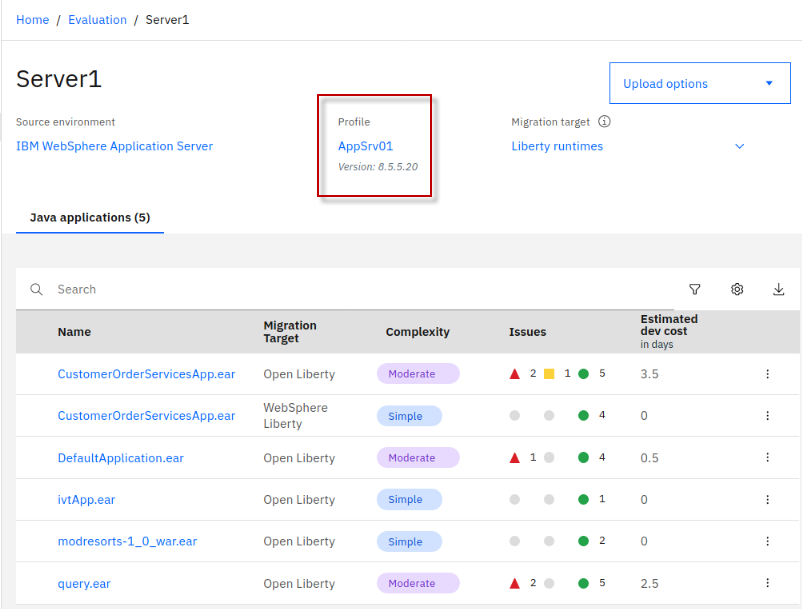 Home / Evaluation / Server1
Server1
Upload options
Source environment
IBM WebSphere Application Server
Profile
AppSrv01
Version: 8.5.5.20
Migration target
Liberty runtimes
Java applications (5)
Search
Name Migration Target Complexity Issues Estimated dev cost in days
CustomerOrderServicesApp.ear Open Liberty Moderate 2 1 5 3.5
CustomerOrderServicesApp.ear WebSphere Liberty Simple 4 0
DefaultApplication.ear Open Liberty Moderate 1 4 0.5
ivtApp.ear Open Liberty Simple 1 0
modresorts-1_0_war.ear Open Liberty Simple 2 0
query.ear Open Liberty Moderate 2 5 2.5